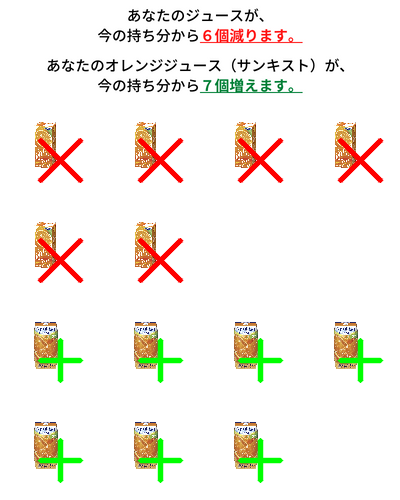 あなたのジュースが、
今の持ち分から６個減ります。
あなたのオレンジジュース（サンキスト）が、
今の持ち分から７個増えます。